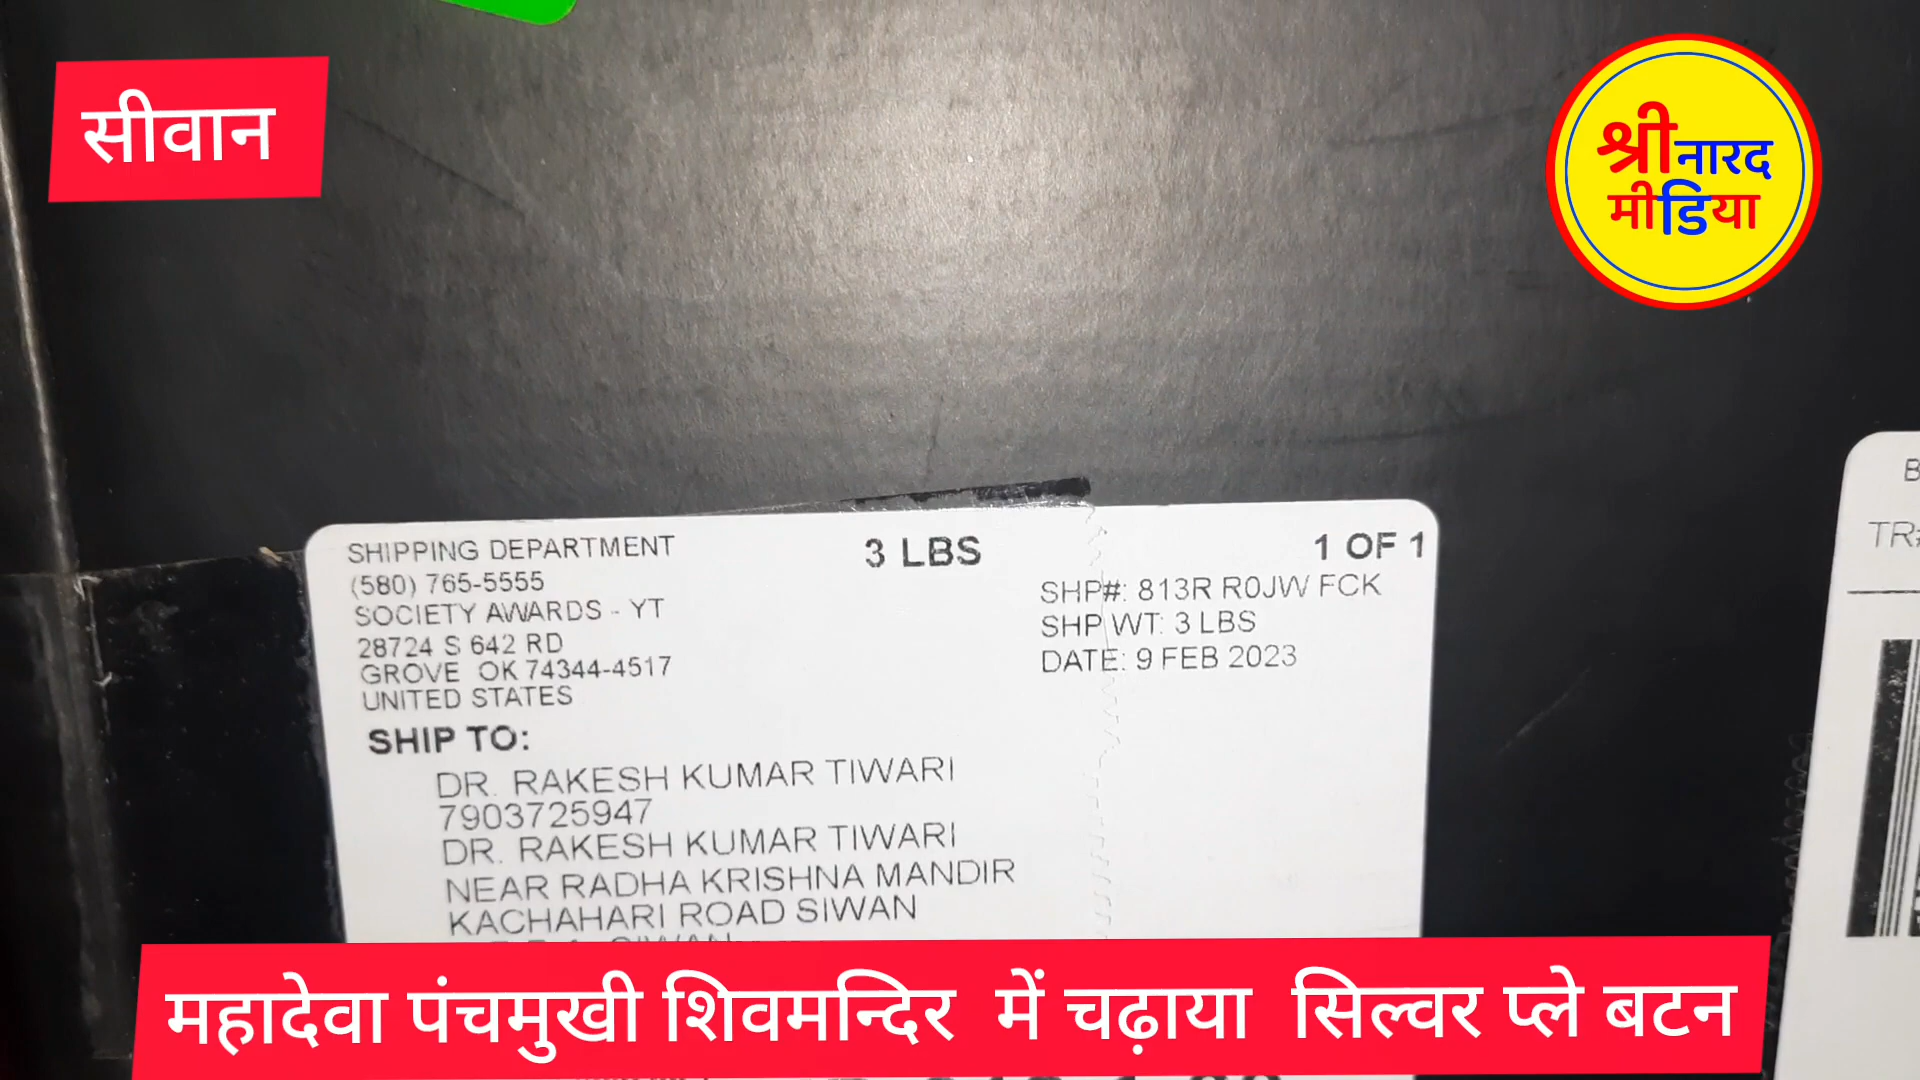 सीवान
श्री नारद
मीडिया
SHIPPING DEPARTMENT
(580) 765-5555
SOCIETY AWARDS - YT
28724 S 642 RD
GROVE OK 74344-4517
UNITED STATES
3 LBS
1 OF 1
SHP#: 813R R0JW FCK
SHP WT: 3 LBS
DATE: 9 FEB 2023
SHIP TO:
DR. RAKESH KUMAR TIWARI
7903725947
DR. RAKESH KUMAR TIWARI
NEAR RADHA KRISHNA MANDIR
KACHAHARI ROAD SIWAN
महादेवा पंचमुखी शिवमन्दिर में चढ़ाया सिल्वर प्ले बटन